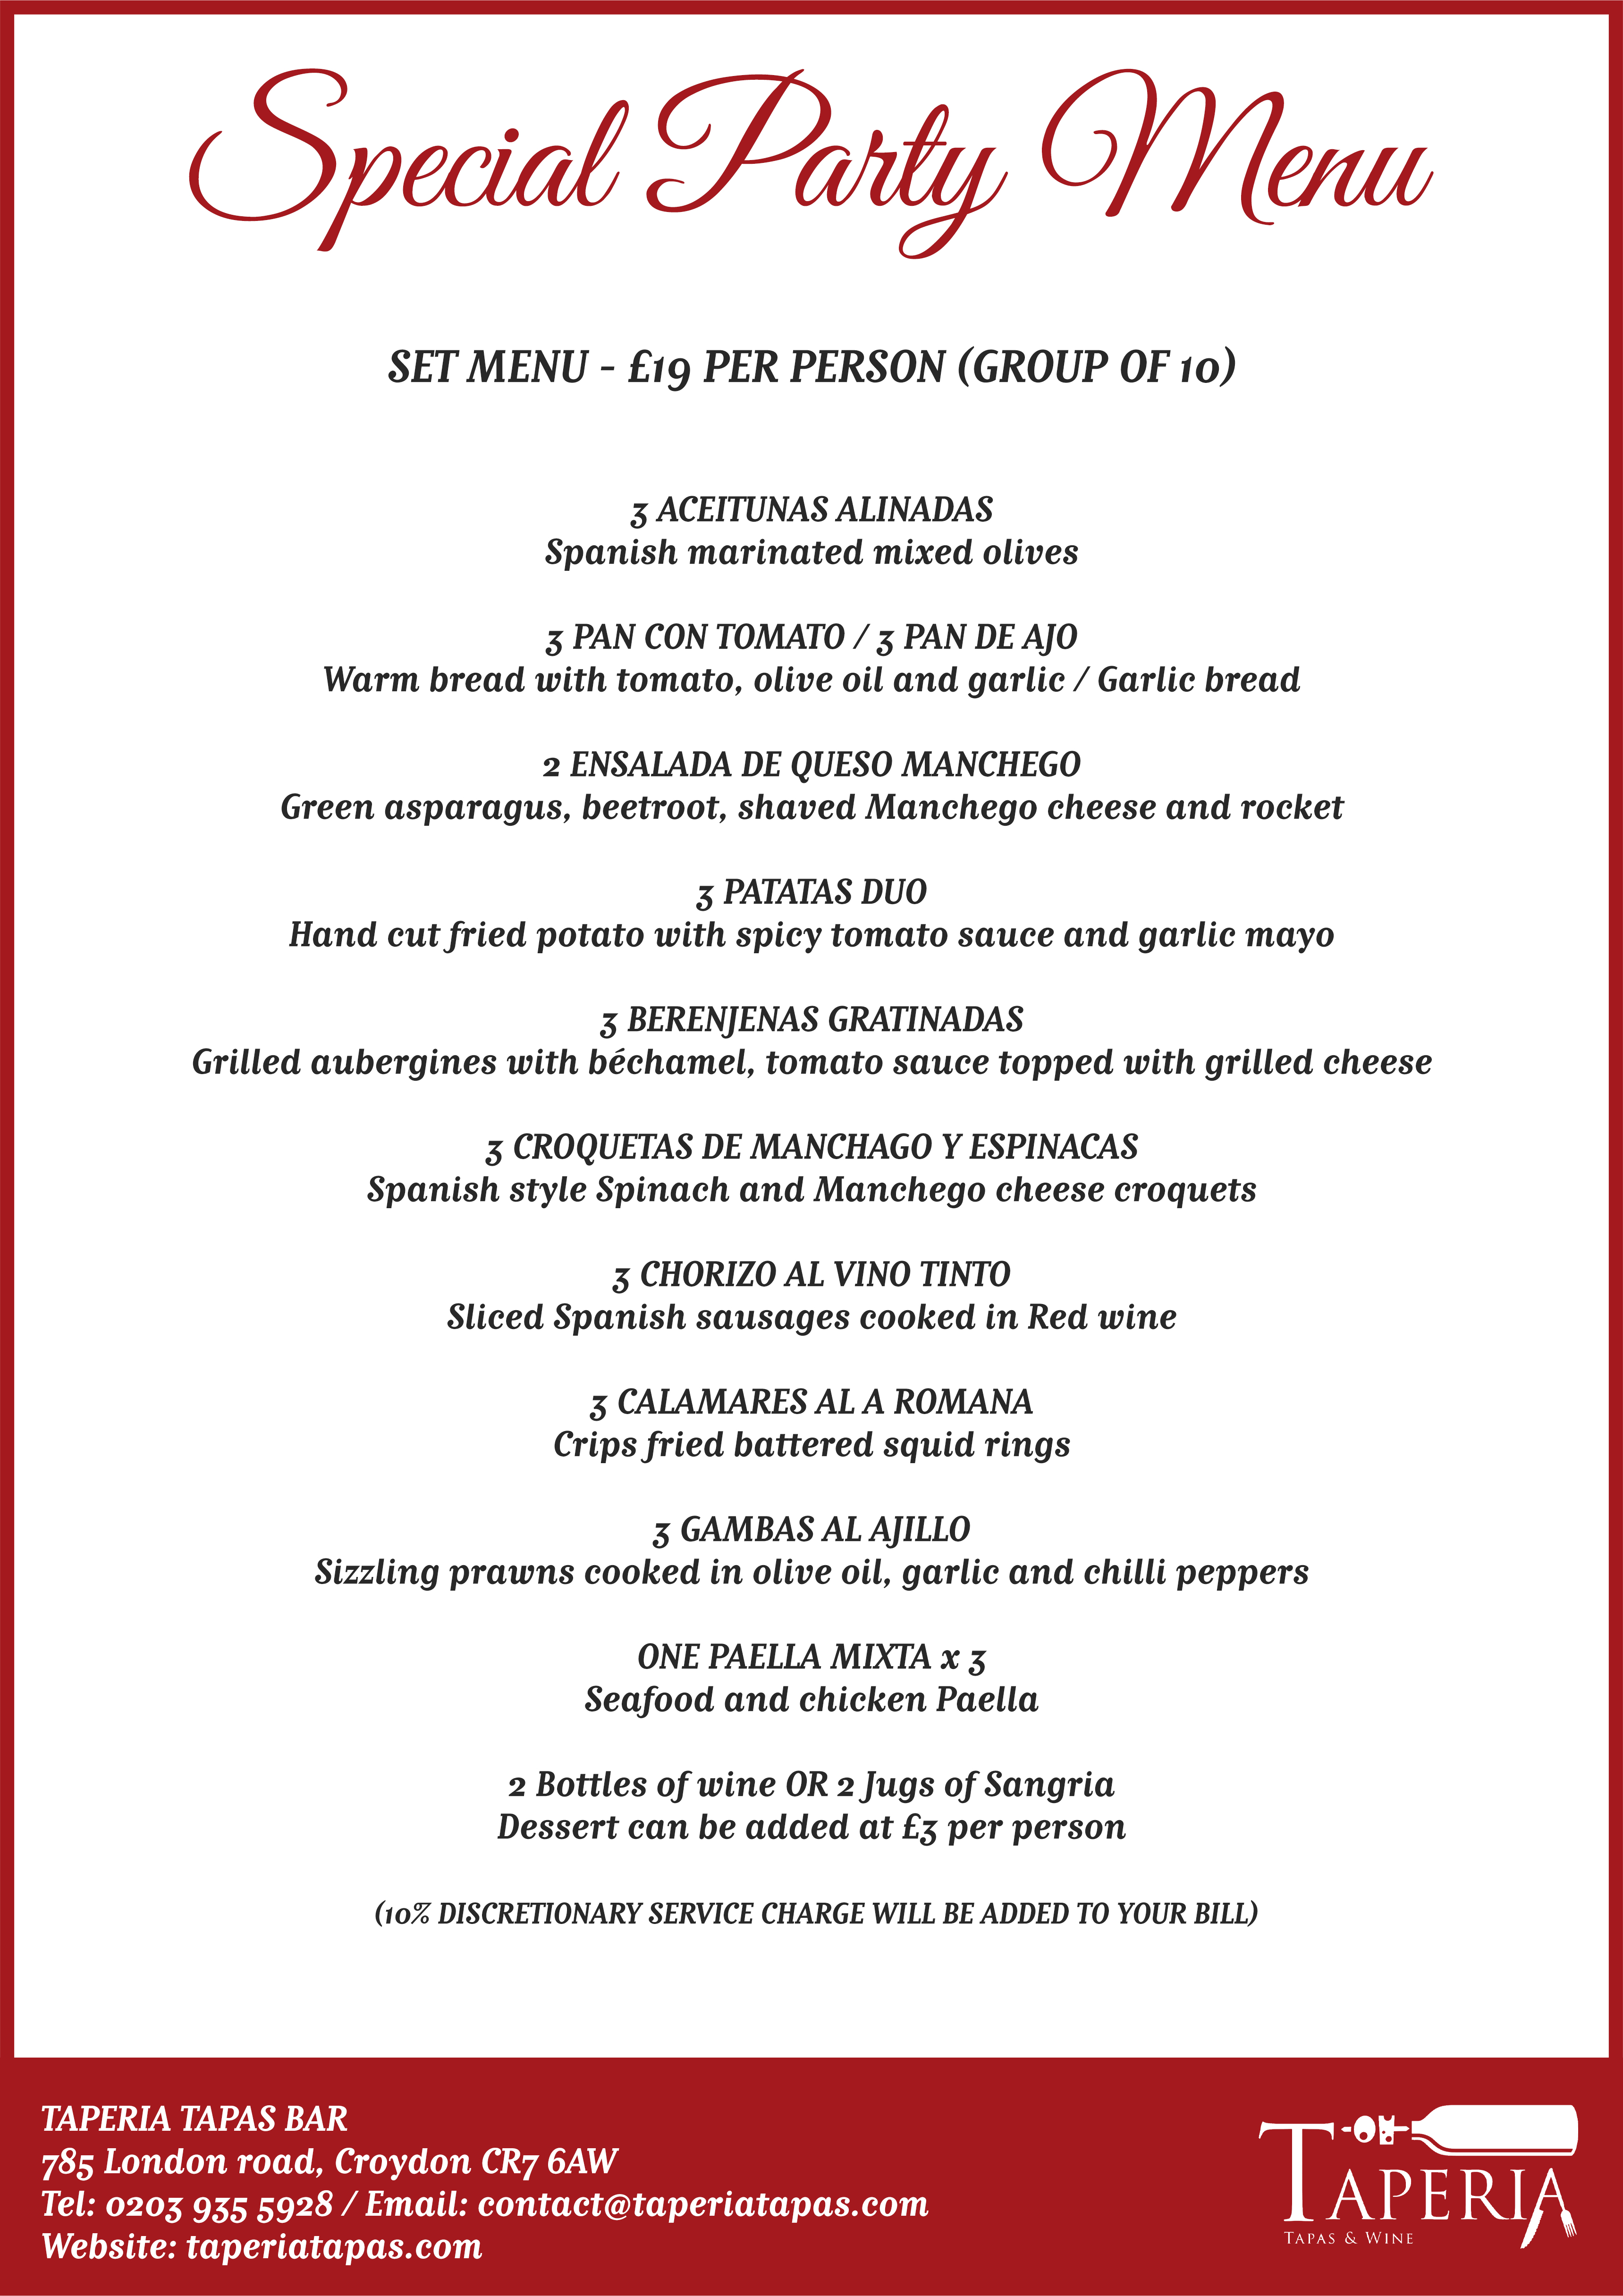 Special Party Menu
SET MENU - £19 PER PERSON (GROUP OF 10)
3 ACEITUNAS ALINADAS
Spanish marinated mixed olives
3 PAN CON TOMATO / 3 PAN DE AJO
Warm bread with tomato, olive oil and garlic / Garlic bread
2 ENSALADA DE QUESO MANCHEGO
Green asparagus, beetroot, shaved Manchego cheese and rocket
3 PATATAS DUO
Hand cut fried potato with spicy tomato sauce and garlic mayo
3 BERENJENAS GRATINADAS
Grilled aubergines with béchamel, tomato sauce topped with grilled cheese
3 CROQUETAS DE MANCHAGO Y ESPINACAS
Spanish style Spinach and Manchego cheese croquets
3 CHORIZO AL VINO TINTO
Sliced Spanish sausages cooked in Red wine
3 CALAMARES AL A ROMANA
Crips fried battered squid rings
3 GAMBAS AL AJILLO
Sizzling prawns cooked in olive oil, garlic and chilli peppers
ONE PAELLA MIXTA x 3
Seafood and chicken Paella
2 Bottles of wine OR 2 Jugs of Sangria
Dessert can be added at £3 per person
(10% DISCRETIONARY SERVICE CHARGE WILL BE ADDED TO YOUR BILL)
TAPERIA TAPAS BAR
785 London road, Croydon CR7 6AW
Tel: 0203 935 5928 / Email: contact@taperiatapas.com
Website: taperiatapas.com
TAPERIA
TAPAS & WINE